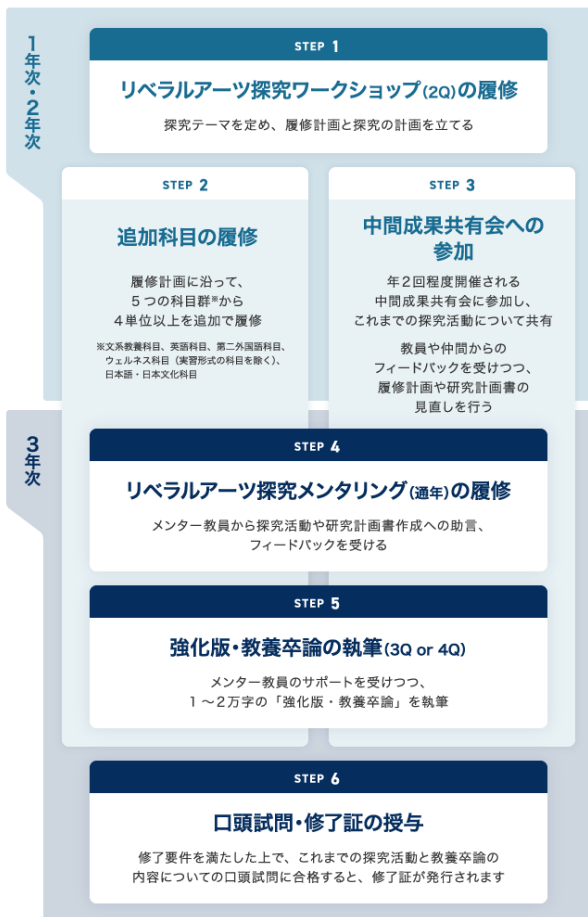 1年次・2年次
STEP 1
リベラルアーツ探究ワークショップ(2Q)の履修
探究テーマを定め、履修計画と探究の計画を立てる
STEP 2
追加科目の履修
履修計画に沿って、
5つの科目群※から
4単位以上を追加で履修
※文系教養科目、英語科目、第二外国語科目、
ウェルネス科目（実習形式の科目を除く）、
日本語・日本文化科目
STEP 3
中間成果共有会への
参加
年2回程度開催される
中間成果共有会に参加し、
これまでの探究活動について共有
教員や仲間からの
フィードバックを受けつつ、
履修計画や研究計画書の
見直しを行う
3年次
STEP 4
リベラルアーツ探究メンタリング(通年)の履修
メンター教員から探究活動や研究計画書作成への助言、
フィードバックを受ける
STEP 5
強化版・教養卒論の執筆(3Q or 4Q)
メンター教員のサポートを受けつつ、
1～2万字の「強化版・教養卒論」を執筆
STEP 6
口頭試問・修了証の授与
修了要件を満たした上で、これまでの探究活動と教養卒論の
内容についての口頭試問に合格すると、修了証が発行されます